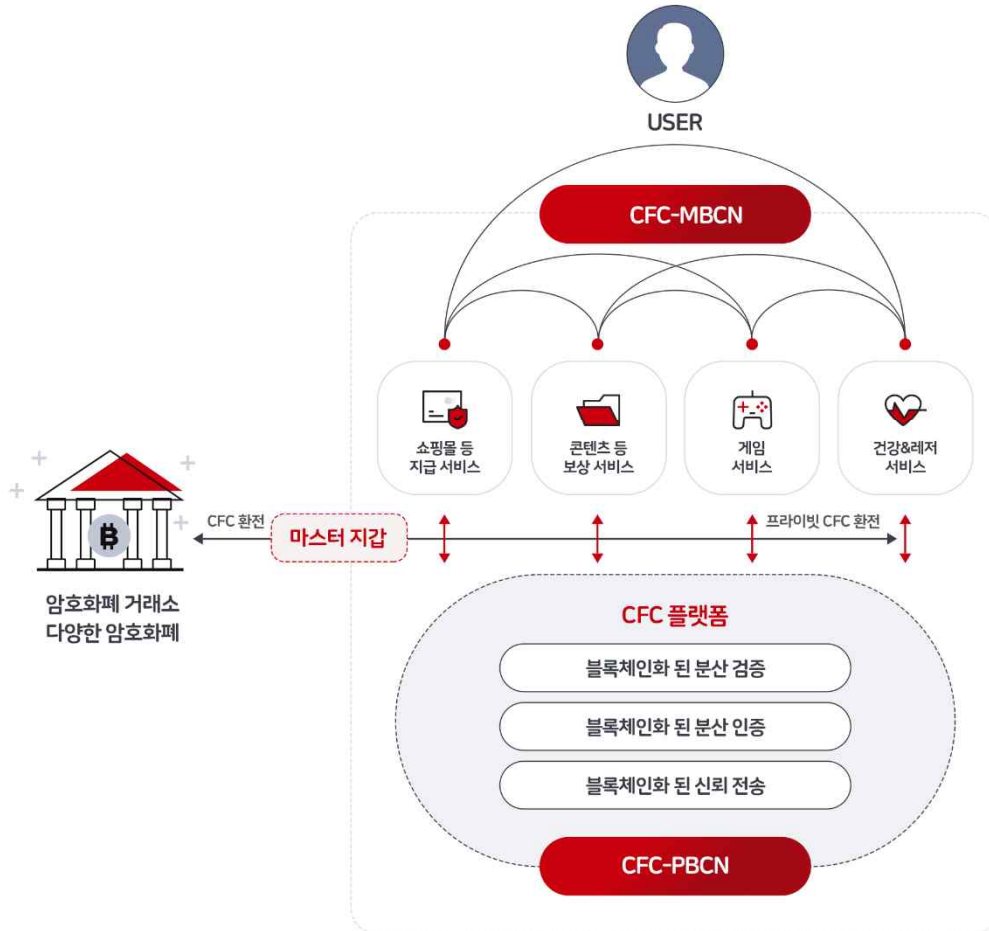 USER
CFC-MBCN
쇼핑몰 등
지급 서비스
콘텐츠 등
보상 서비스
게임
서비스
건강&레저
서비스
CFC 환전
마스터 지갑
프라이빗 CFC 환전
암호화폐 거래소
다양한 암호화폐
CFC 플랫폼
블록체인화 된 분산 검증
블록체인화 된 분산 인증
블록체인화 된 신뢰 전송
CFC-PBCN